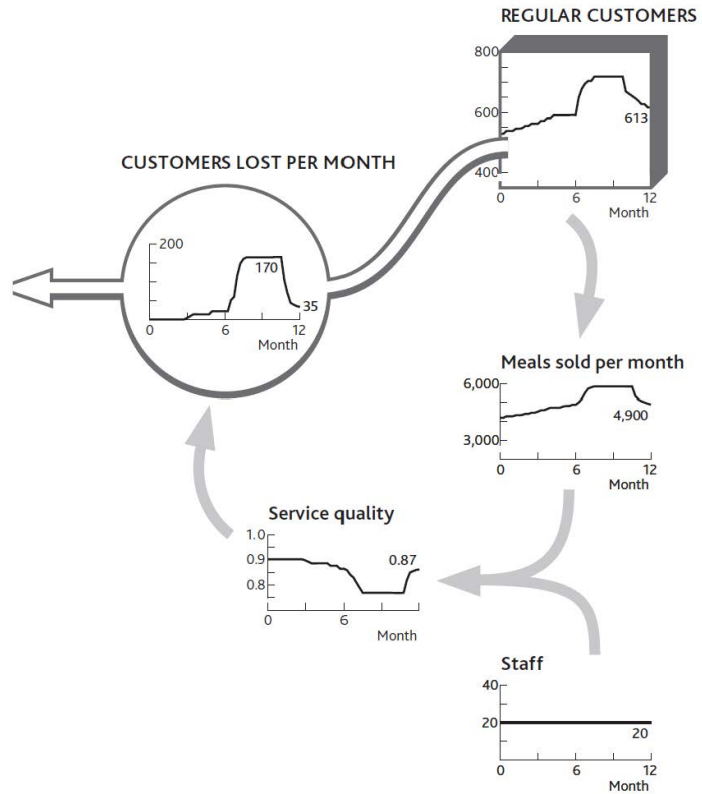 REGULAR CUSTOMERS
800
600
400
613
0 6 12
Month
CUSTOMERS LOST PER MONTH
200
170
35
0 6 12
Month
Meals sold per month
6,000
3,000
4,900
0 6 12
Month
Service quality
1.0
0.9
0.8
0.87
0 6
Month
Staff
40
20
20
0 6 12
Month